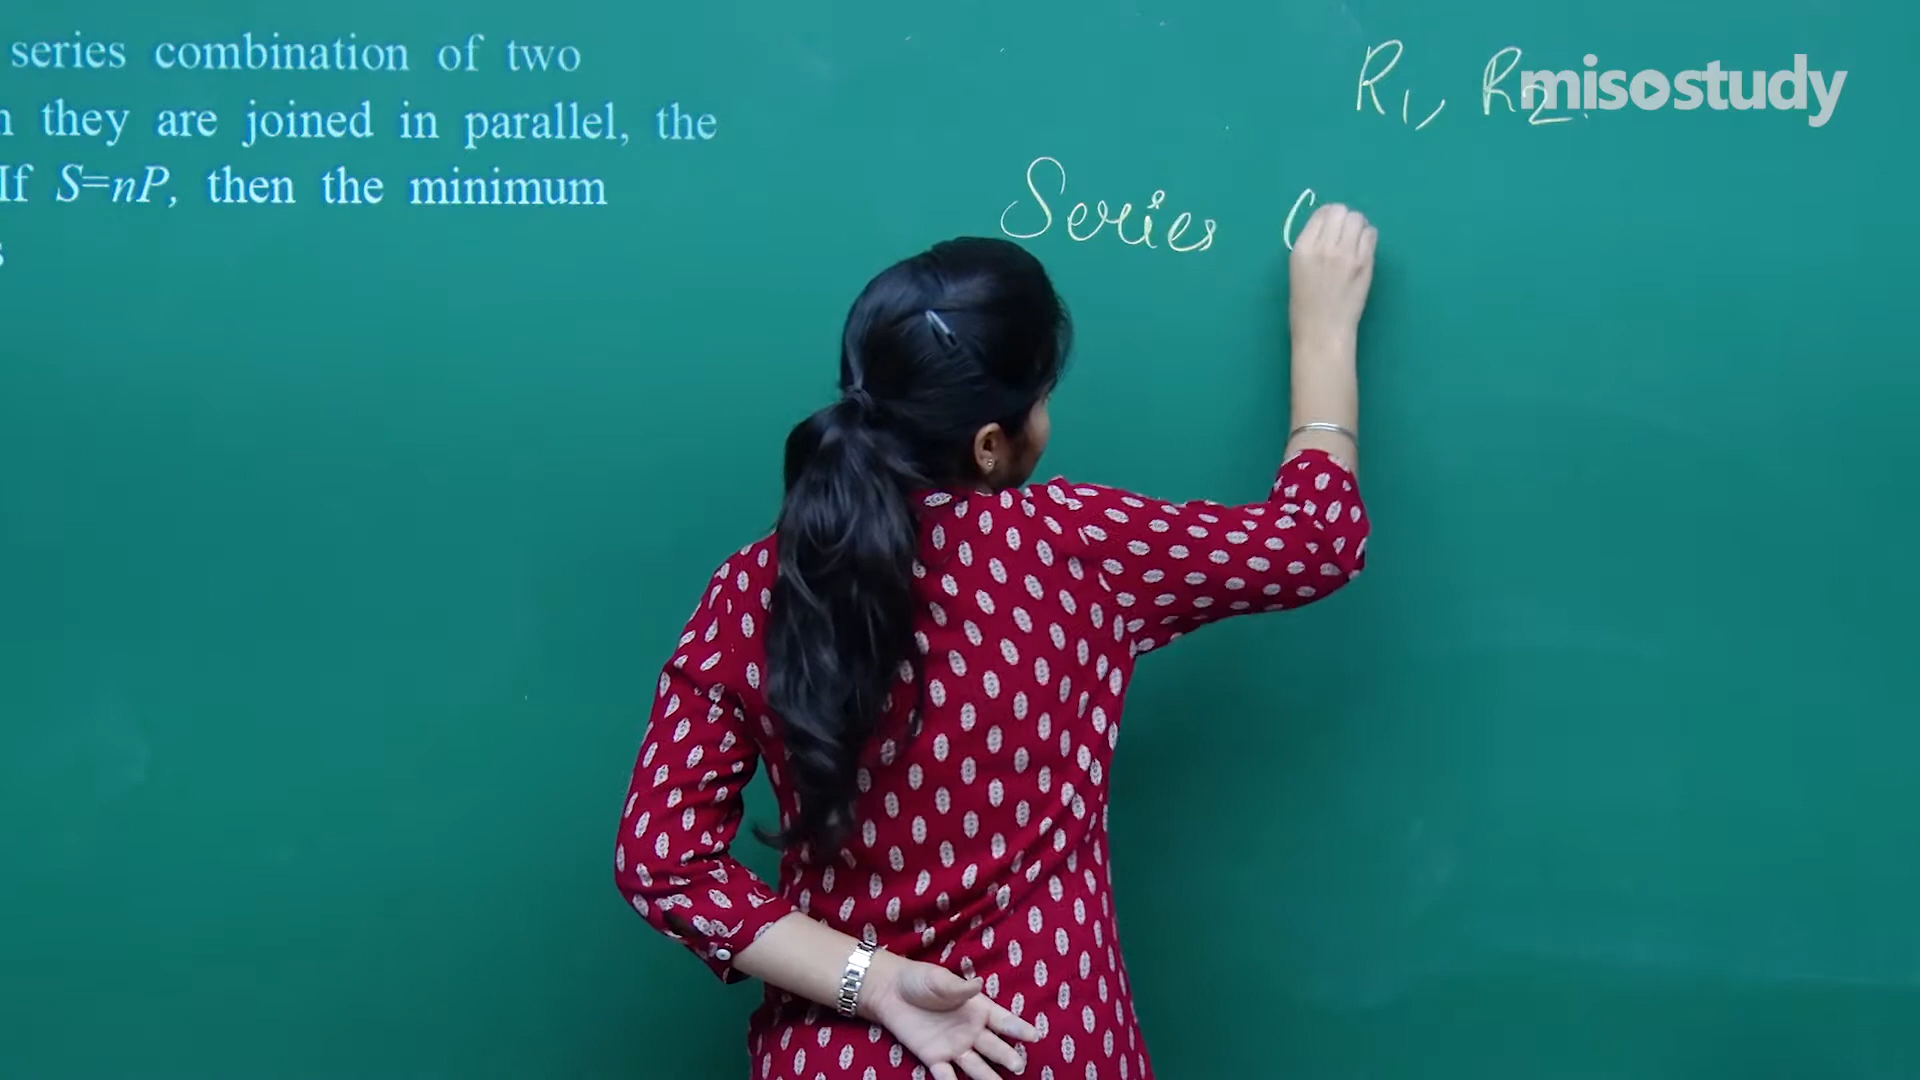 series combination of two
they are joined in parallel, the
If S=nP, then the minimum
R1, R2
misostudy
Series